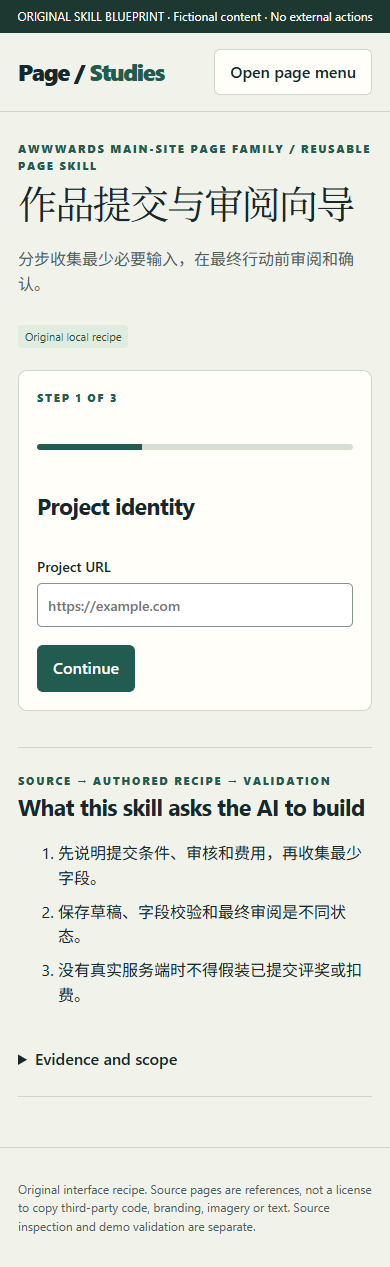 ORIGINAL SKILL BLUEPRINT · Fictional content · No external actions
Page / Studies
Open page menu
AWWWARDS MAIN-SITE PAGE FAMILY / REUSABLE
PAGE SKILL
作品提交与审阅向导
分步收集最少必要输入，在最终行动前审阅和确
认。
Original local recipe
STEP 1 OF 3
Project identity
Project URL
https://example.com
Continue
SOURCE → AUTHORED RECIPE → VALIDATION
What this skill asks the AI to build
1. 先说明提交条件、审核和费用，再收集最少
字段。
2. 保存草稿、字段校验和最终审阅是不同状
态。
3. 没有真实服务端时不得假装已提交评奖或扣
费。
Evidence and scope
Original interface recipe. Source pages are references, not a license
to copy third-party code, branding, imagery or text. Source
inspection and demo validation are separate.